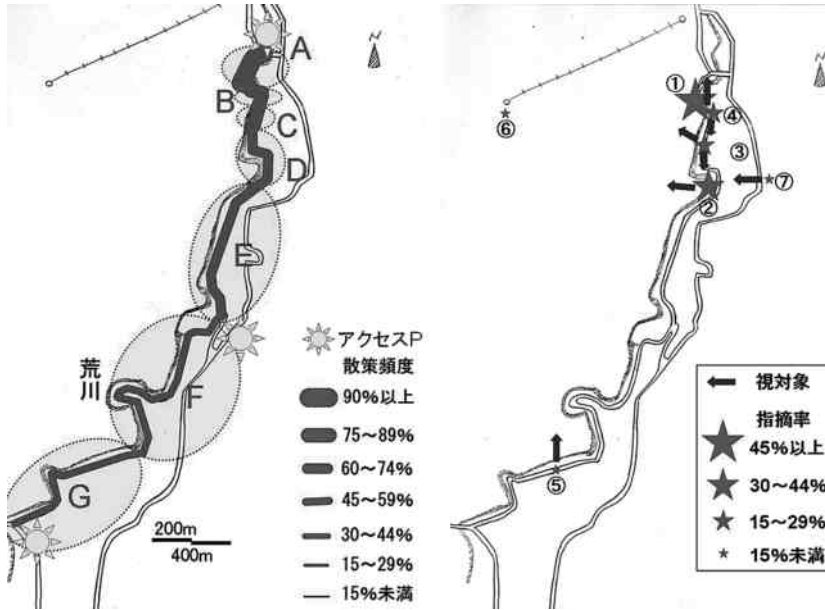 A
B
C
D
E
F
G
荒川
アクセスP
散策頻度
90%以上
75～89%
60～74%
45～59%
30～44%
15～29%
15%未満
200m
400m
①
④
⑥
③
⑦
②
⑤
視対象
指摘率
45%以上
30～44%
15～29%
15%未満